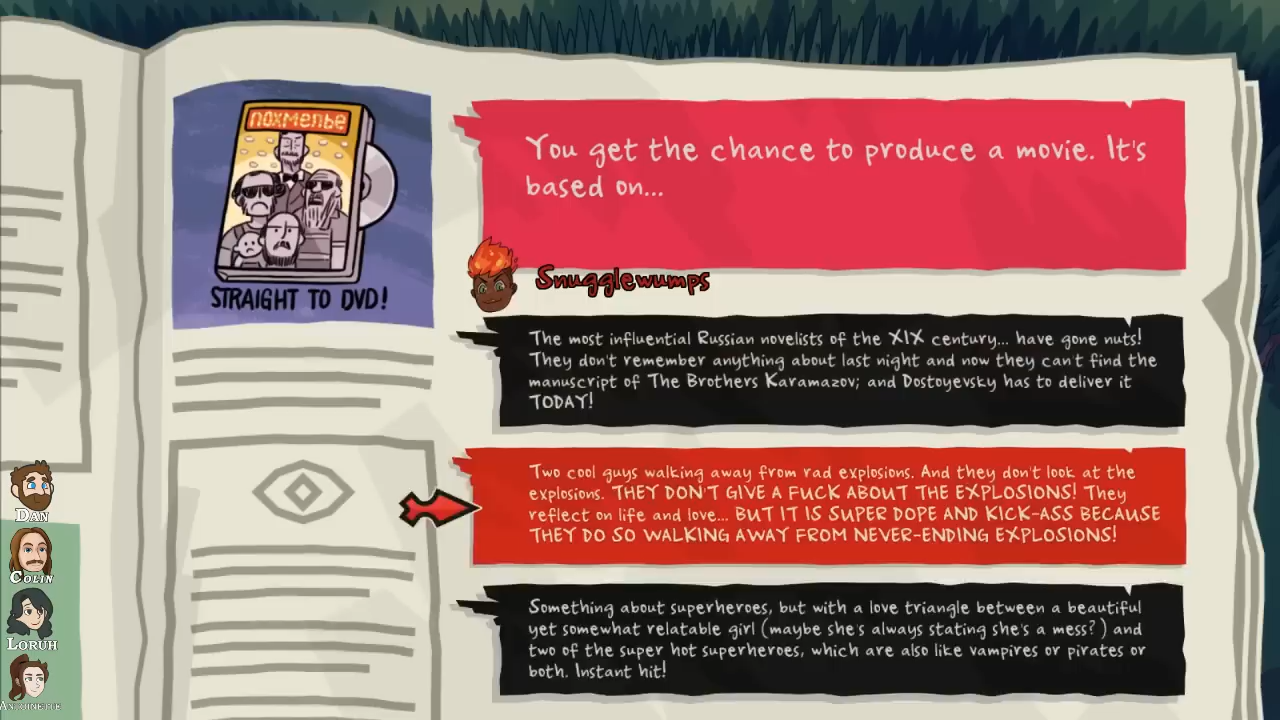 похмелье
STRAIGHT TO DVD!
You get the chance to produce a movie. It's
based on...
Snugglewumps
The most influential Russian novelists of the XIX century... have gone nuts!
They don't remember anything about last night and now they can't find the
manuscript of The Brothers Karamazov; and Dostoyevsky has to deliver it
TODAY!
Two cool guys walking away from rad explosions. And they don't look at the
explosions. THEY DON'T GIVE A FUCK ABOUT THE EXPLOSIONS! They
reflect on life and love... BUT IT IS SUPER DOPE AND KICK-ASS BECAUSE
THEY DO SO WALKING AWAY FROM NEVER-ENDING EXPLOSIONS!
Something about superheroes, but with a love triangle between a beautiful
yet somewhat relatable girl (maybe she's always stating she's a mess?) and
two of the super hot superheroes, which are also like vampires or pirates or
both. Instant hit!
DAN
COLIN
LORUH
ANTOINETTE